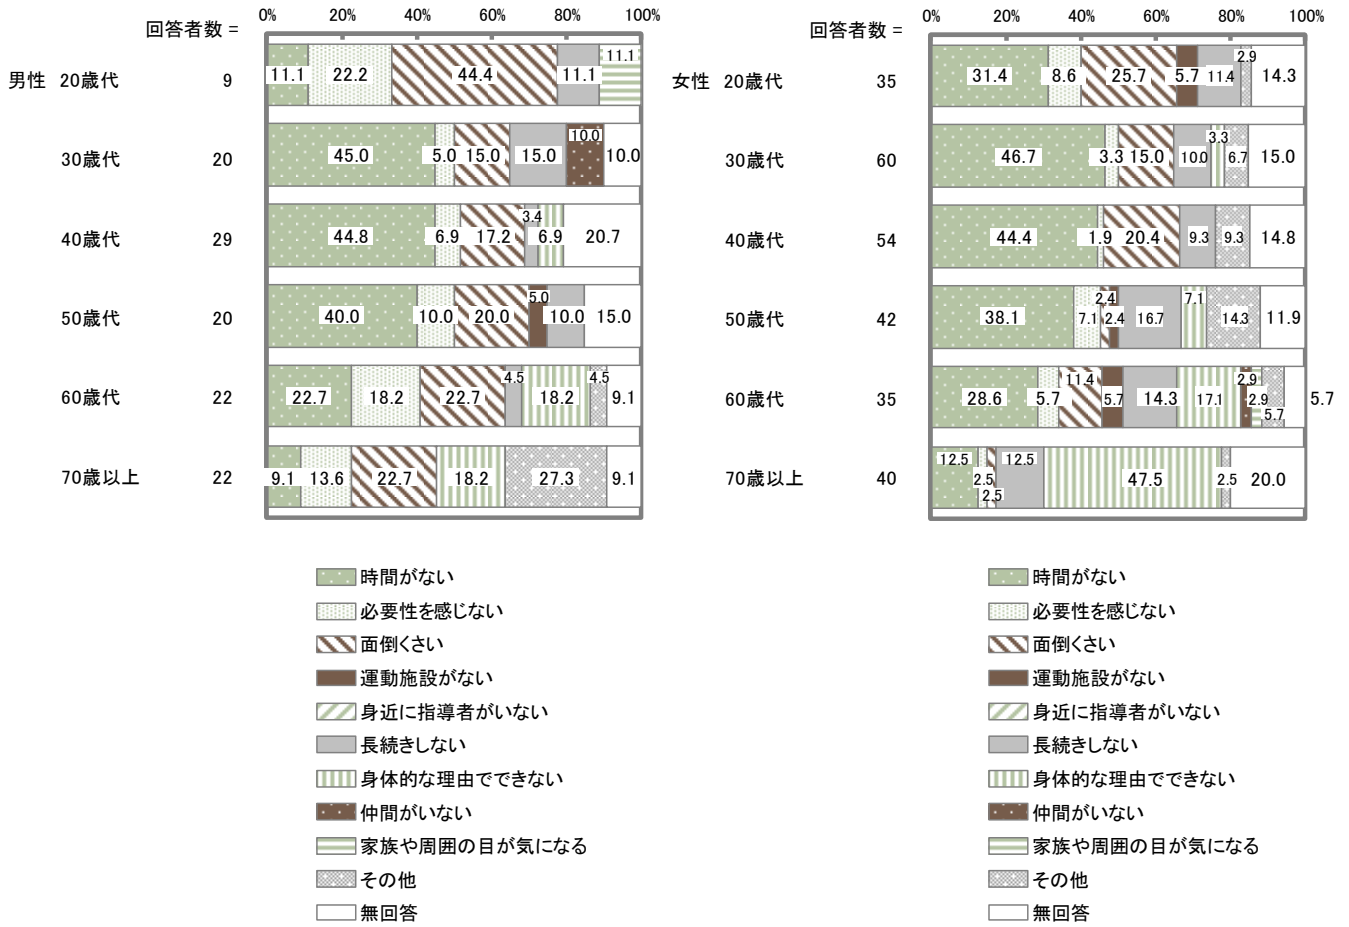 0% 20% 40% 60% 80% 100%
回答者数 =
男性 20歳代 9 11.1 22.2 44.4 11.1 11.1
30歳代 20 45.0 5.0 15.0 15.0 10.0 10.0
40歳代 29 44.8 6.9 17.2 3.4 6.9 20.7
50歳代 20 40.0 10.0 20.0 5.0 10.0 15.0
60歳代 22 22.7 18.2 22.7 4.5 18.2 4.5 9.1
70歳以上 22 9.1 13.6 22.7 18.2 27.3 9.1
時間がない
必要性を感じない
面倒くさい
運動施設がない
身近に指導者がいない
長続きしない
身体的な理由でできない
仲間がいない
家族や周囲の目が気になる
その他
無回答
0% 20% 40% 60% 80% 100%
回答者数 =
女性 20歳代 35 31.4 8.6 25.7 5.7 11.4 2.9 14.3
30歳代 60 46.7 3.3 15.0 10.0 3.3 6.7 15.0
40歳代 54 44.4 1.9 20.4 9.3 9.3 14.8
50歳代 42 38.1 7.1 2.4 2.4 16.7 7.1 14.3 11.9
60歳代 35 28.6 5.7 11.4 5.7 14.3 17.1 2.9 2.9 5.7 5.7
70歳以上 40 12.5 2.5 2.5 12.5 47.5 2.5 20.0
時間がない
必要性を感じない
面倒くさい
運動施設がない
身近に指導者がいない
長続きしない
身体的な理由でできない
仲間がいない
家族や周囲の目が気になる
その他
無回答